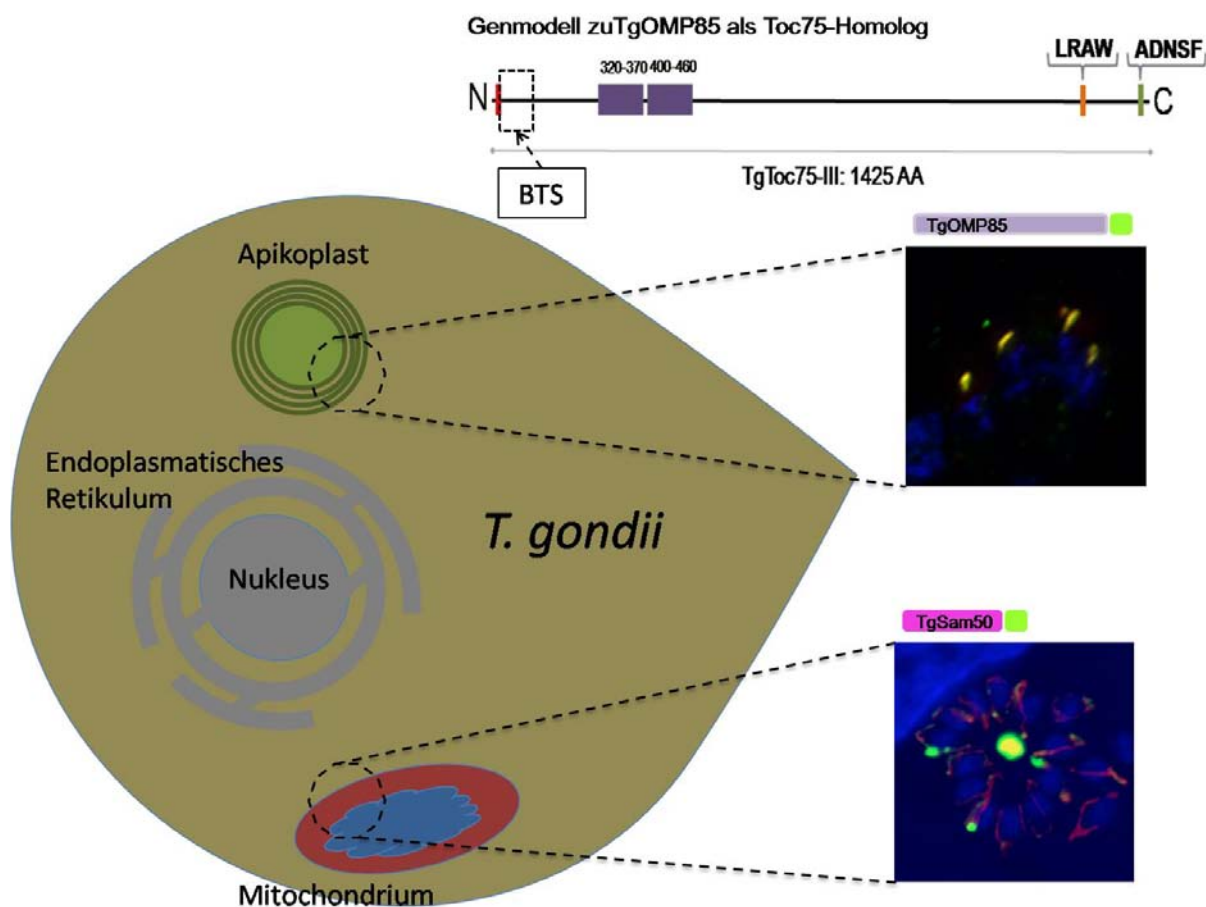 Genmodell zuTgOMP85 als Toc75-Homolog
320-370 400-460
LRAW ADNSF
N C
BTS
TgToc75-III: 1425 AA
TgOMP85
Apikoplast
Endoplasmatisches
Retikulum
Nukleus
T. gondii
TgSam50
Mitochondrium